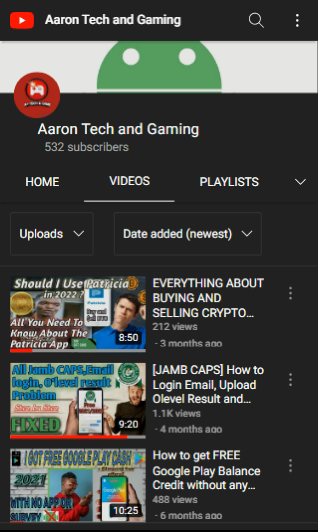 Aaron Tech and Gaming
Aaron Tech and Gaming
532 subscribers
HOME
VIDEOS
PLAYLISTS
Uploads
Date added (newest)
Should I Use Patricia
in 2022 ?
All You Need To
Know About The
Patricia App
8:50
EVERYTHING ABOUT
BUYING AND
SELLING CRYPTO...
212 views
- 3 months ago
All Jamb CAPS,Email
login, O'level result
Problem
FIXED
9:20
[JAMB CAPS] How to
Login Email, Upload
Olevel Result and...
1.1K views
- 4 months ago
I GOT FREE GOOGLE PLAY CASH
2021
WITH NO APP OR
SWEAT
10:25
How to get FREE
Google Play Balance
Credit without any...
488 views
- 6 months ago